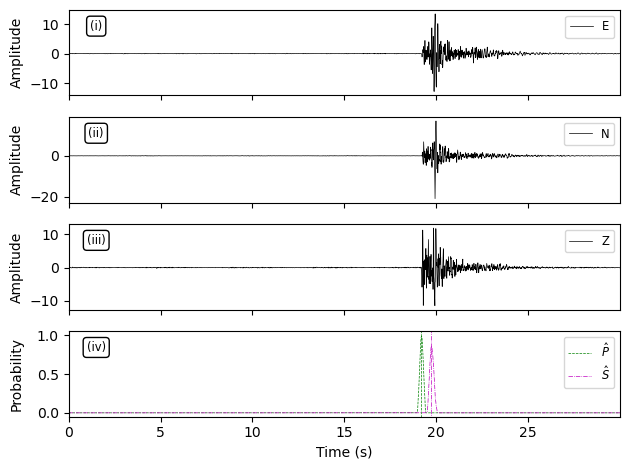 Amplitude
10
0
−10
(i)
E
Amplitude
0
−20
(ii)
N
Amplitude
10
0
−10
(iii)
Z
Probability
1.0
0.5
0.0
(iv)
P̂
Ŝ
0 5 10 15 20 25
Time (s)